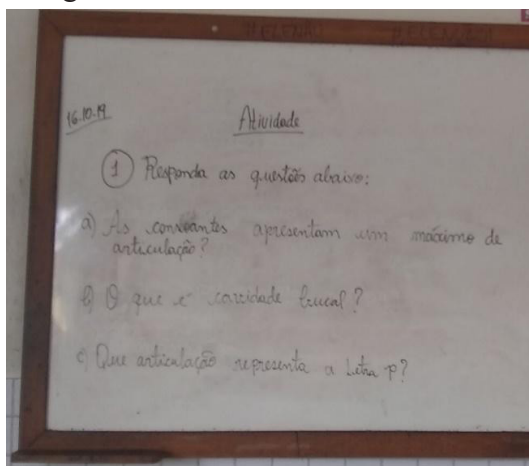 16.10.19
Atividade
1 Responda as questões abaixo:
a) As consoantes apresentam um máximo de
articulação?
b) O que é cavidade bucal?
c) Que articulação representa a letra p?